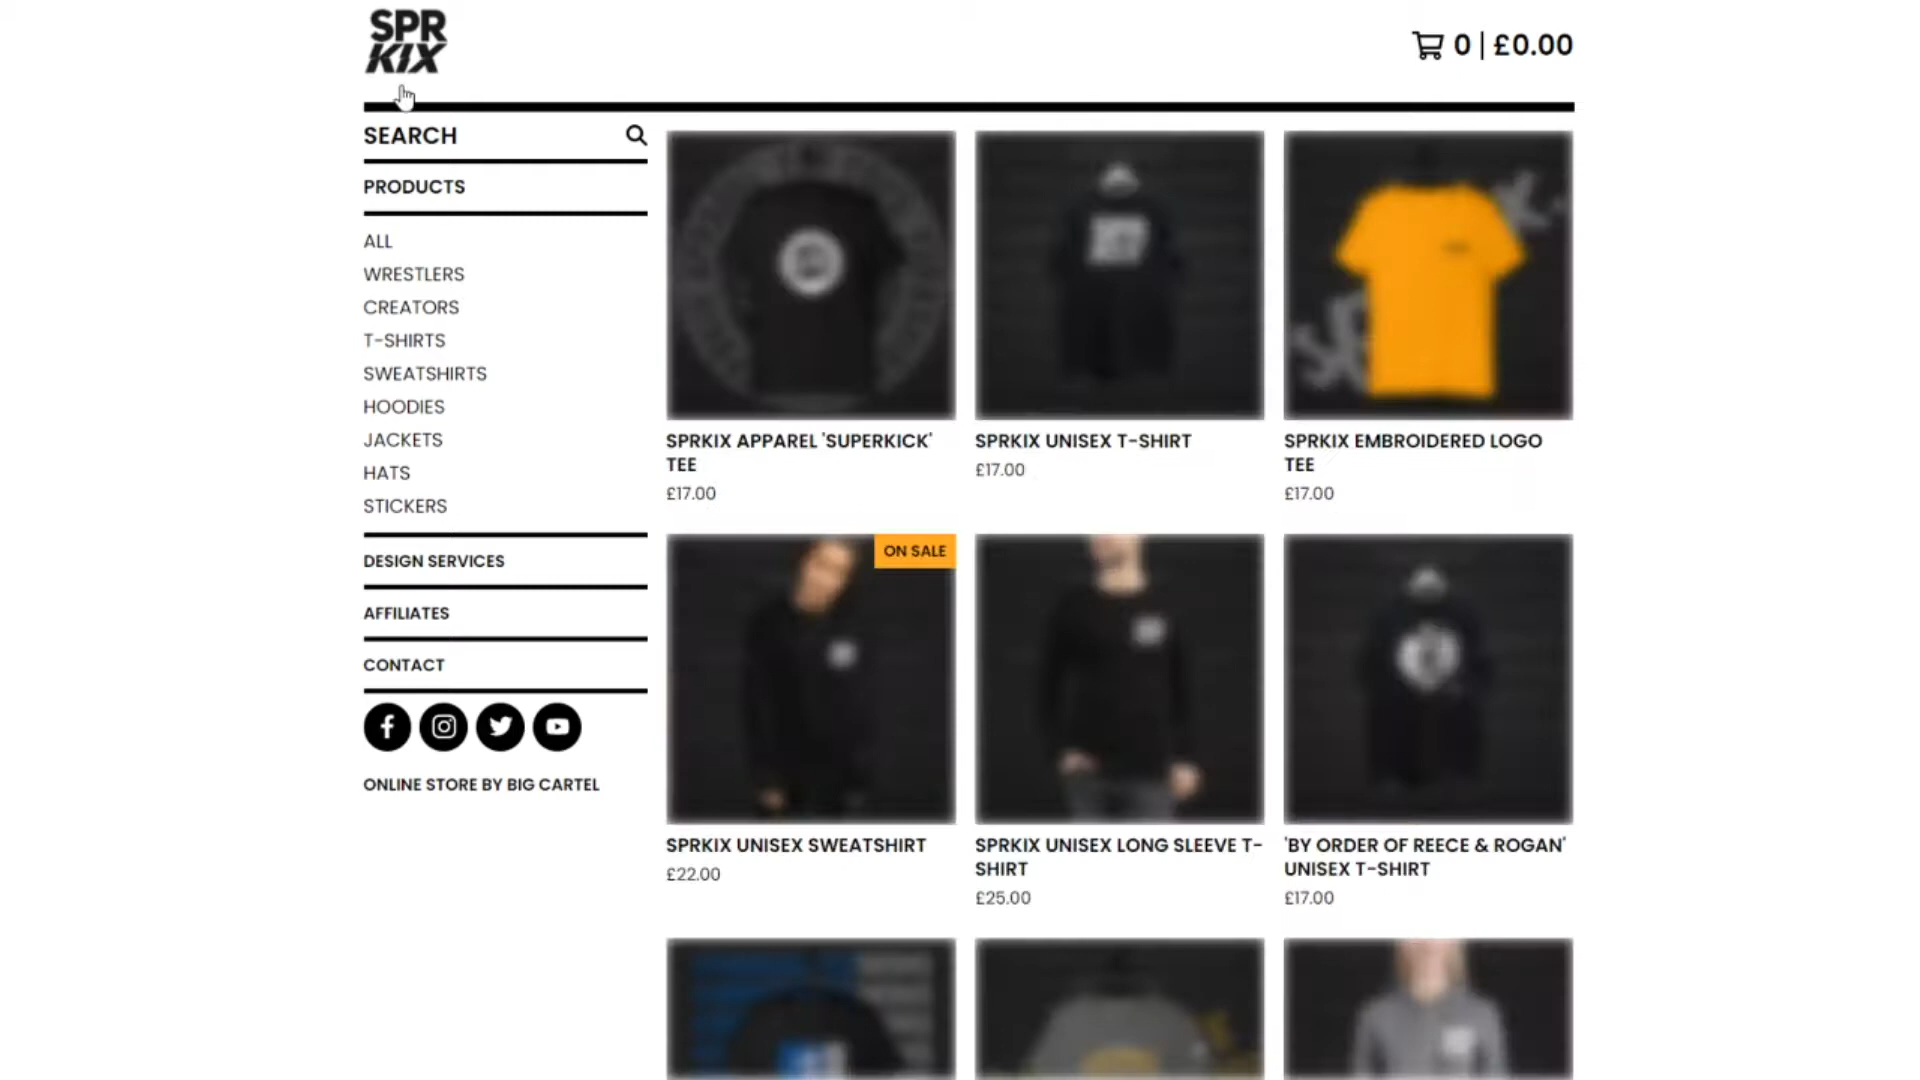 SPR
KIX
0 | £0.00
SEARCH
PRODUCTS
ALL
WRESTLERS
CREATORS
T-SHIRTS
SWEATSHIRTS
HOODIES
JACKETS
HATS
STICKERS
DESIGN SERVICES
AFFILIATES
CONTACT
ONLINE STORE BY BIG CARTEL
SPRKIX APPAREL 'SUPERKICK'
TEE
£17.00
SPRKIX UNISEX T-SHIRT
£17.00
SPRKIX EMBROIDERED LOGO
TEE
£17.00
ON SALE
SPRKIX UNISEX SWEATSHIRT
£22.00
SPRKIX UNISEX LONG SLEEVE T-
SHIRT
£25.00
'BY ORDER OF REECE & ROGAN'
UNISEX T-SHIRT
£17.00